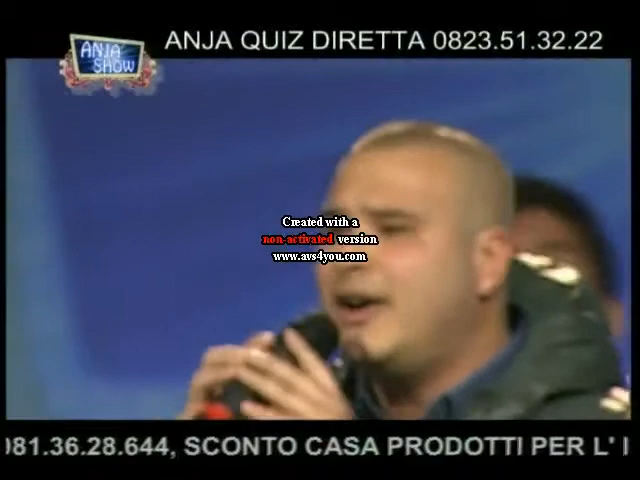 ANJA QUIZ DIRETTA 0823.51.32.22
ANJA
SHOW
Created with a
non-activated version
www.avs4you.com
081.36.28.644, SCONTO CASA PRODOTTI PER L'